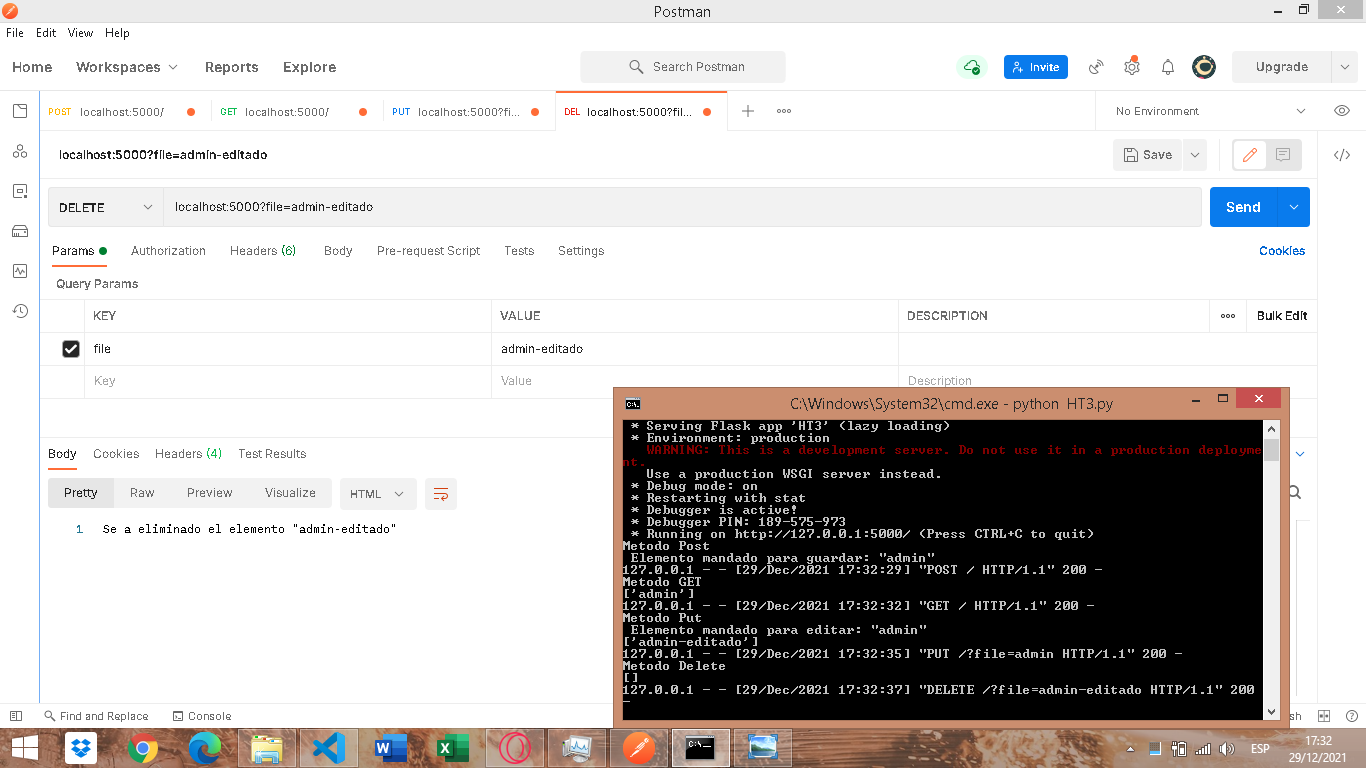 Postman
File Edit View Help
Home Workspaces Reports Explore Search Postman Invite Upgrade
POST localhost:5000/ GET localhost:5000/ PUT localhost:5000?fi... DEL localhost:5000?fil... No Environment
localhost:5000?file=admin-editado Save
DELETE localhost:5000?file=admin-editado Send
Params Authorization Headers (6) Body Pre-request Script Tests Settings Cookies
Query Params
KEY VALUE DESCRIPTION Bulk Edit
file admin-editado
Key Value Description
Body Cookies Headers (4) Test Results
Pretty Raw Preview Visualize HTML
1 Se a eliminado el elemento "admin-editado"
C:\Windows\System32\cmd.exe - python HT3.py
* Serving Flask app 'HT3' (lazy loading)
* Environment: production
WARNING: This is a development server. Do not use it in a production deployme
nt.
Use a production WSGI server instead.
* Debug mode: on
* Restarting with stat
* Debugger is active!
* Debugger PIN: 189-575-973
* Running on http://127.0.0.1:5000/ (Press CTRL+C to quit)
Metodo Post
Elemento mandado para guardar: "admin"
127.0.0.1 - - [29/Dec/2021 17:32:29] "POST / HTTP/1.1" 200 -
Metodo GET
['admin']
127.0.0.1 - - [29/Dec/2021 17:32:32] "GET / HTTP/1.1" 200 -
Metodo Put
Elemento mandado para editar: "admin"
['admin-editado']
127.0.0.1 - - [29/Dec/2021 17:32:35] "PUT /?file=admin HTTP/1.1" 200 -
Metodo Delete
[]
127.0.0.1 - - [29/Dec/2021 17:32:37] "DELETE /?file=admin-editado HTTP/1.1" 200
-
Find and Replace Console sh
ESP 17:32
29/12/2021